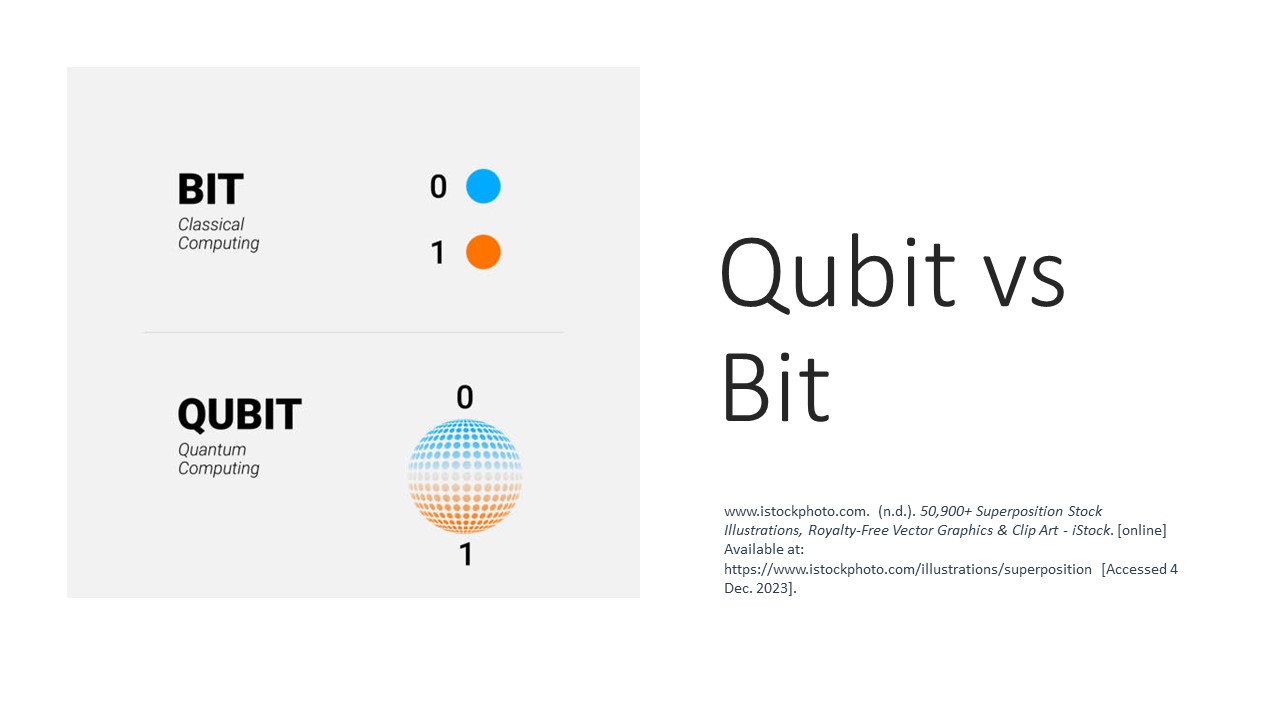 BIT
Classical
Computing
0
1
QUBIT
Quantum
Computing
0
1
Qubit vs
Bit
www.istockphoto.com. (n.d.). 50,900+ Superposition Stock
Illustrations, Royalty-Free Vector Graphics & Clip Art - iStock. [online]
Available at:
https://www.istockphoto.com/illustrations/superposition [Accessed 4
Dec. 2023].